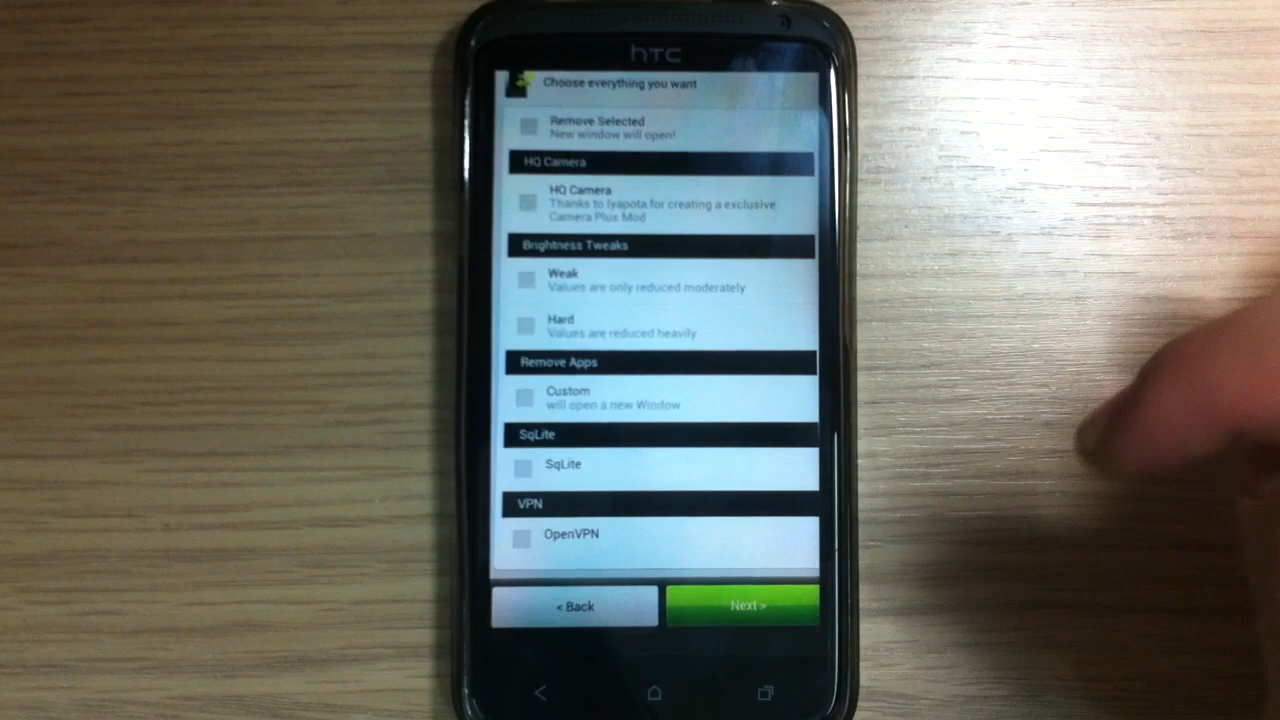 hTC
Choose everything you want
Remove Selected
New window will open!
HQ Camera
HQ Camera
Thanks to lyapota for creating a exclusive
Camera Plus Mod
Brightness Tweaks
Weak
Values are only reduced moderately
Hard
Values are reduced heavily
Remove Apps
Custom
will open a new Window
SqLite
SqLite
VPN
OpenVPN
< Back
Next >